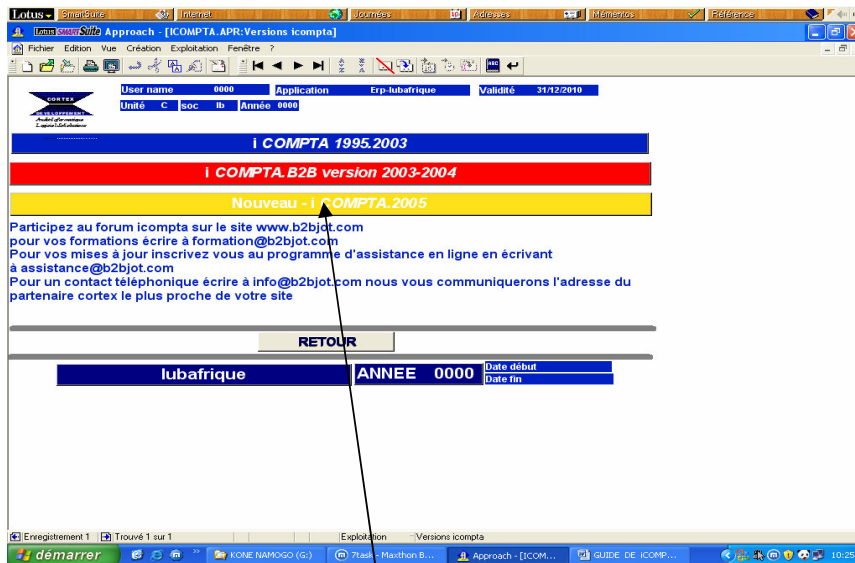 Lotus SmartSuite Internet Journées Adresses Mémentos Référence
Lotus SMARTSuite Approach - [ICOMPTA.APR:Versions icompta]
Fichier Edition Vue Création Exploitation Fenêtre ?
CORTEX
DEVELOPPEMENT
User name 0000 Application Erp-lubafrique Validité 31/12/2010
Unité C soc lb Année 0000
i COMPTA 1995.2003
i COMPTA.B2B version 2003-2004
Nouveau - i COMPTA.2005
Participez au forum icompta sur le site www.b2bjot.com
pour vos formations écrire à formation@b2bjot.com
Pour vos mises à jour inscrivez vous au programme d'assistance en ligne en écrivant
à assistance@b2bjot.com
Pour un contact téléphonique écrire à info@b2bjot.com nous vous communiquerons l'adresse du
partenaire cortex le plus proche de votre site
RETOUR
lubafrique ANNEE 0000 Date début
Date fin
Enregistrement 1 Trouvé 1 sur 1 Exploitation Versions icompta
démarrer KONE NAMOGO (G:) 7task - Maxthon B... Approach - [ICOM... GUIDE DE iCOMP... 10:25